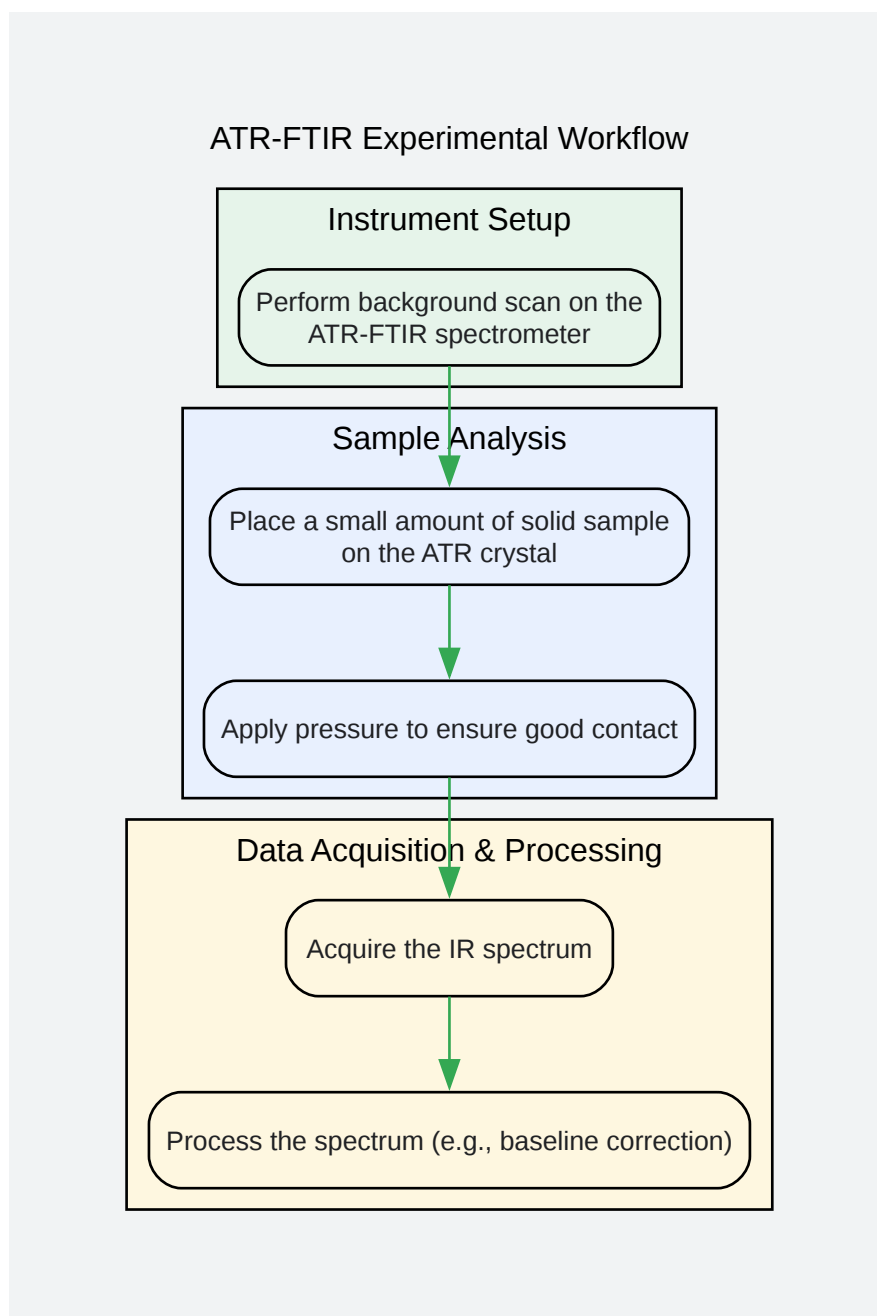 ATR-FTIR Experimental Workflow
Instrument Setup
Perform background scan on the
ATR-FTIR spectrometer
Sample Analysis
Place a small amount of solid sample
on the ATR crystal
Apply pressure to ensure good contact
Data Acquisition & Processing
Acquire the IR spectrum
Process the spectrum (e.g., baseline correction)